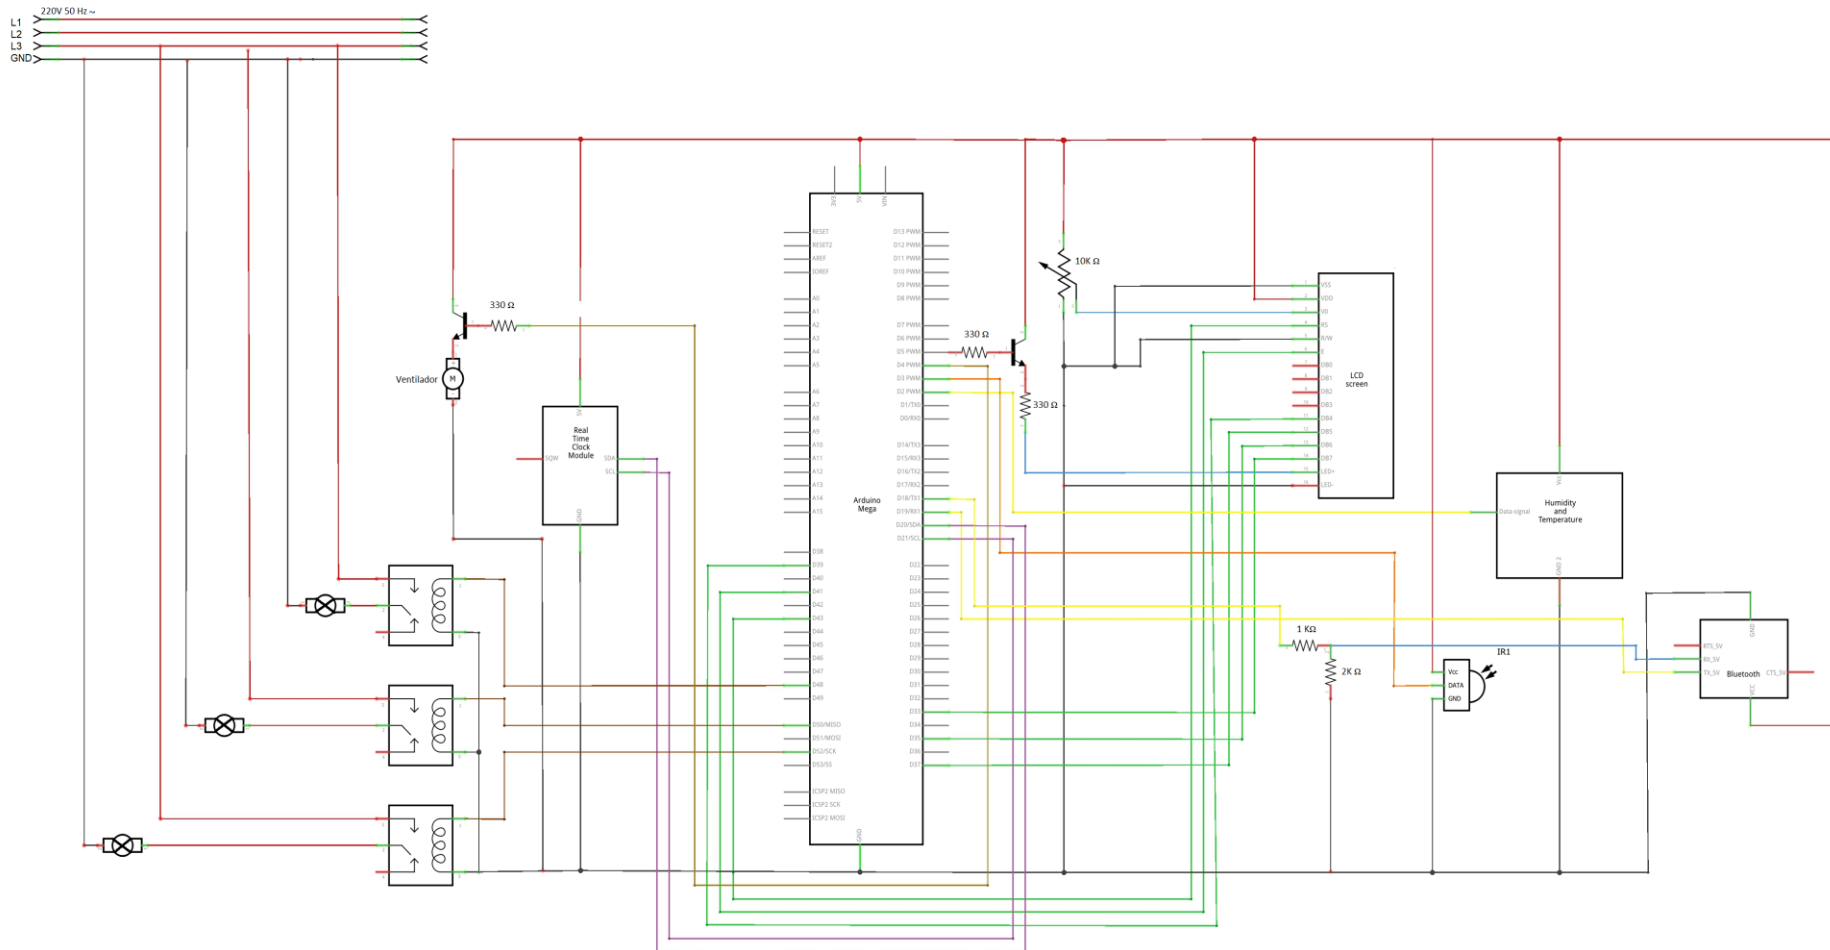 220V 50 Hz ~
L1
L2
L3
GND
330 Ω
Ventilador
M
5V
Real
Time
Clock
Module
SQW
SDA
SCL
GND
3V3
5V
VIN
RESET
RESET2
AREF
IOREF
A0
A1
A2
A3
A4
A5
A6
A7
A8
A9
A10
A11
A12
A13
A14
A15
D38
D39
D40
D41
D42
D43
D44
D45
D46
D47
D48
D49
D50/MISO
D51/MOSI
D52/SCK
D53/SS
ICSP2 MISO
ICSP2 SCK
ICSP2 MOSI
Arduino
Mega
D13 PWM
D12 PWM
D11 PWM
D10 PWM
D9 PWM
D8 PWM
D7 PWM
D6 PWM
D5 PWM
D4 PWM
D3 PWM
D2 PWM
D1/TX0
D0/RX0
D14/TX3
D15/RX3
D16/TX2
D17/RX2
D18/TX1
D19/RX1
D20/SDA
D21/SCL
D22
D23
D24
D25
D26
D27
D28
D29
D30
D31
D32
D33
D34
D35
D36
D37
GND
330 Ω
330 Ω
10K Ω
VSS
VDD
V0
RS
R/W
E
DB0
DB1
DB2
DB3
DB4
DB5
DB6
DB7
LED+
LED-
LCD
screen
Vcc
Data-signal
Humidity
and
Temperature
GND 2
1 KΩ
2K Ω
IR1
Vcc
DATA
GND
GND
RTS_5V
RX_5V
TX_5V
Bluetooth
CTS_5V
VCC